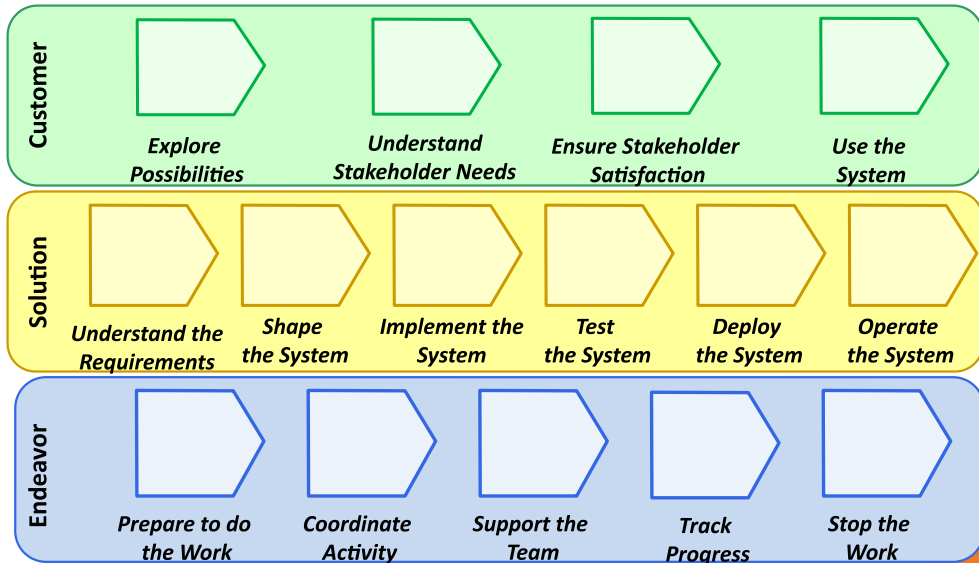 Customer
Explore
Possibilities
Understand
Stakeholder Needs
Ensure Stakeholder
Satisfaction
Use the
System
Solution
Understand the
Requirements
Shape
the System
Implement the
System
Test
the System
Deploy
the System
Operate
the System
Endeavor
Prepare to do
the Work
Coordinate
Activity
Support the
Team
Track
Progress
Stop the
Work